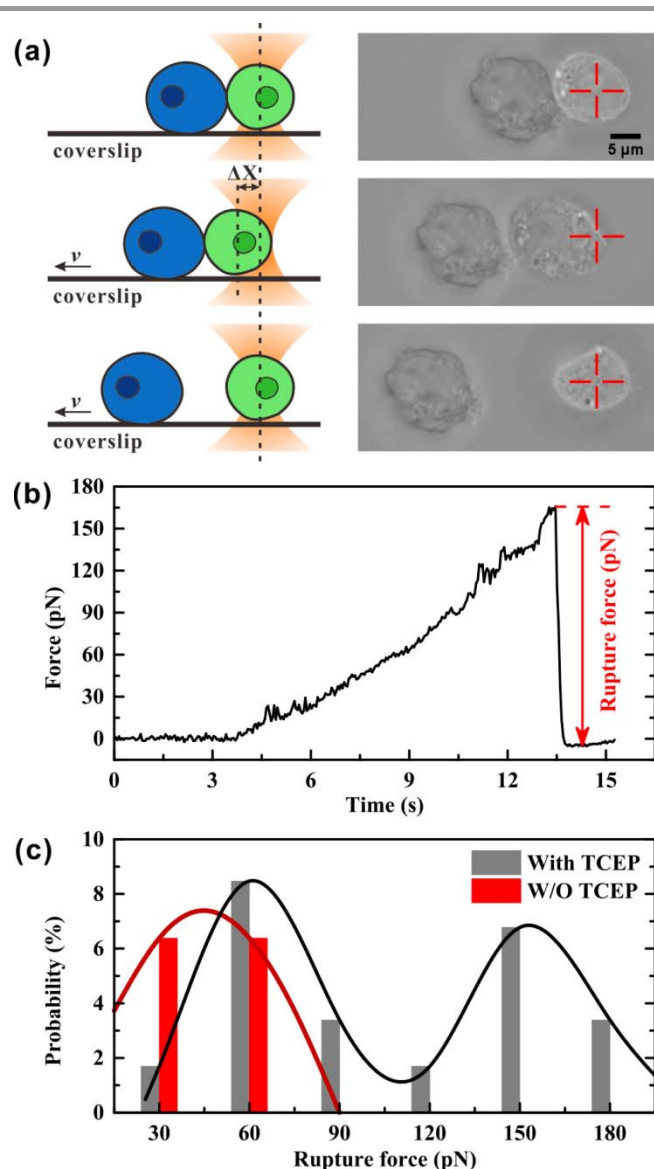 (a)
coverslip
5 μm
ΔX
v
coverslip
v
coverslip
(b)
180
150
120
90
60
30
0
Force (pN)
Rupture force (pN)
0 3 6 9 12 15
Time (s)
(c)
With TCEP
W/O TCEP
10
8
6
4
2
0
Probability (%)
30 60 90 120 150 180
Rupture force (pN)